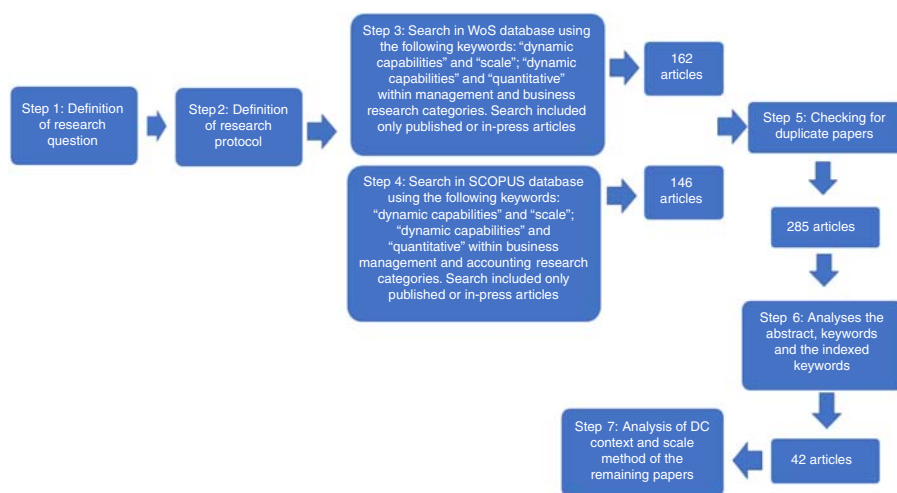 Step 1: Definition
of research
question
Step 2: Definition
of research
protocol
Step 3: Search in WoS database using
the following keywords: “dynamic
capabilities” and “scale”; “dynamic
capabilities” and “quantitative”
within management and business
research categories. Search included
only published or in-press articles
162
articles
Step 4: Search in SCOPUS database
using the following keywords:
“dynamic capabilities” and “scale”;
“dynamic capabilities” and
“quantitative” within business
management and accounting research
categories. Search included only
published or in-press articles
146
articles
Step 5: Checking for
duplicate papers
285 articles
Step 6: Analyses the
abstract, keywords
and the indexed
keywords
42 articles
Step 7: Analysis of DC
context and scale
method of the
remaining papers